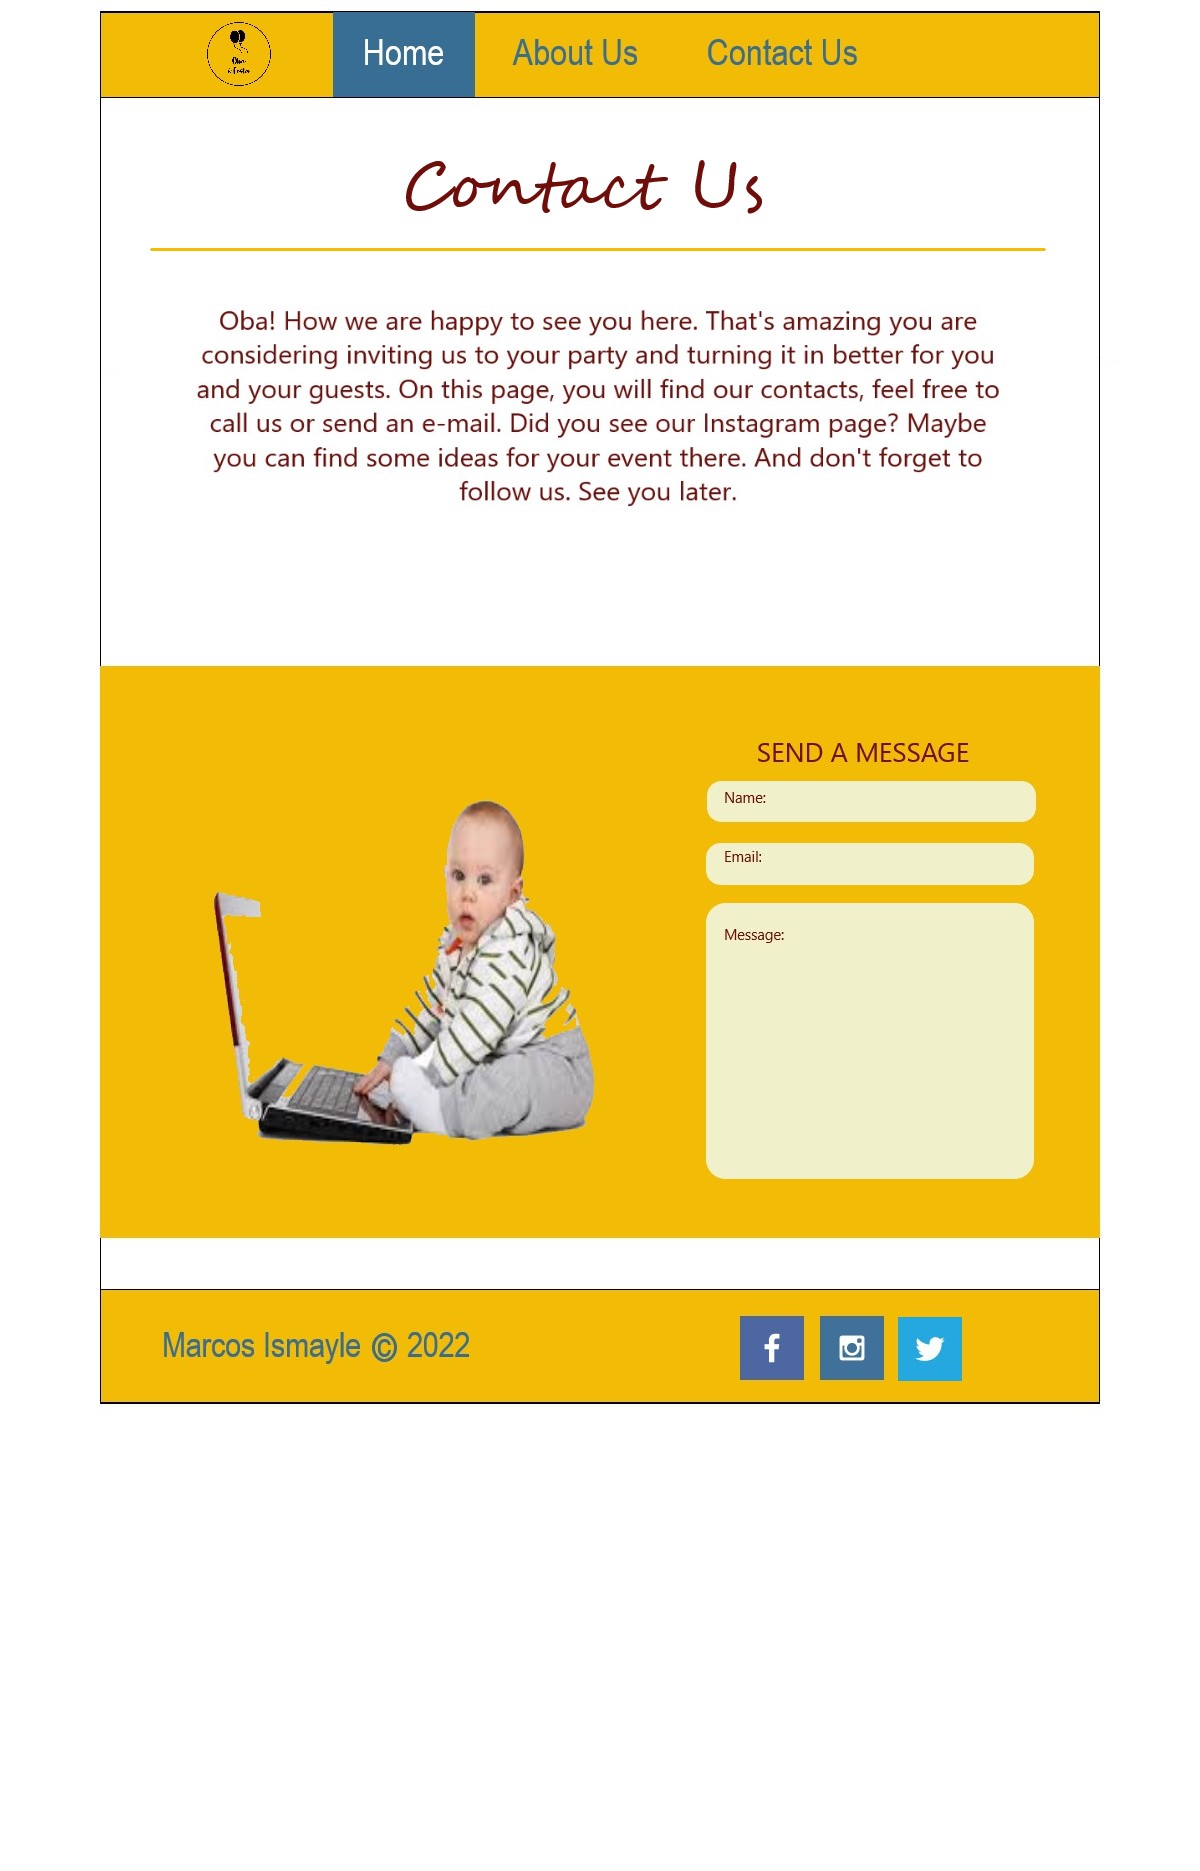 Home
About Us
Contact Us
Contact Us
Oba! How we are happy to see you here. That's amazing you are
considering inviting us to your party and turning it in better for you
and your guests. On this page, you will find our contacts, feel free to
call us or send an e-mail. Did you see our Instagram page? Maybe
you can find some ideas for your event there. And don't forget to
follow us. See you later.
SEND A MESSAGE
Name:
Email:
Message:
Marcos Ismayle © 2022